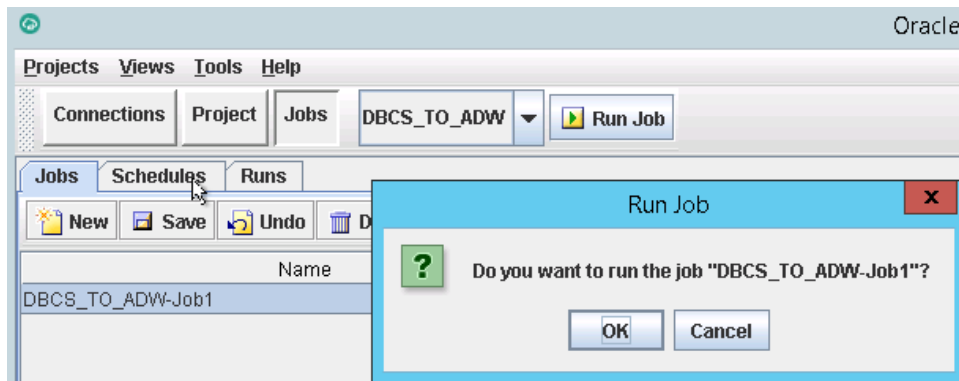 Oracle
Projects Views Tools Help
Connections Project Jobs DBCS_TO_ADW Run Job
Jobs Schedules Runs
New Save Undo D
Run Job
x
Name
Do you want to run the job "DBCS_TO_ADW-Job1"?
DBCS_TO_ADW-Job1
OK Cancel